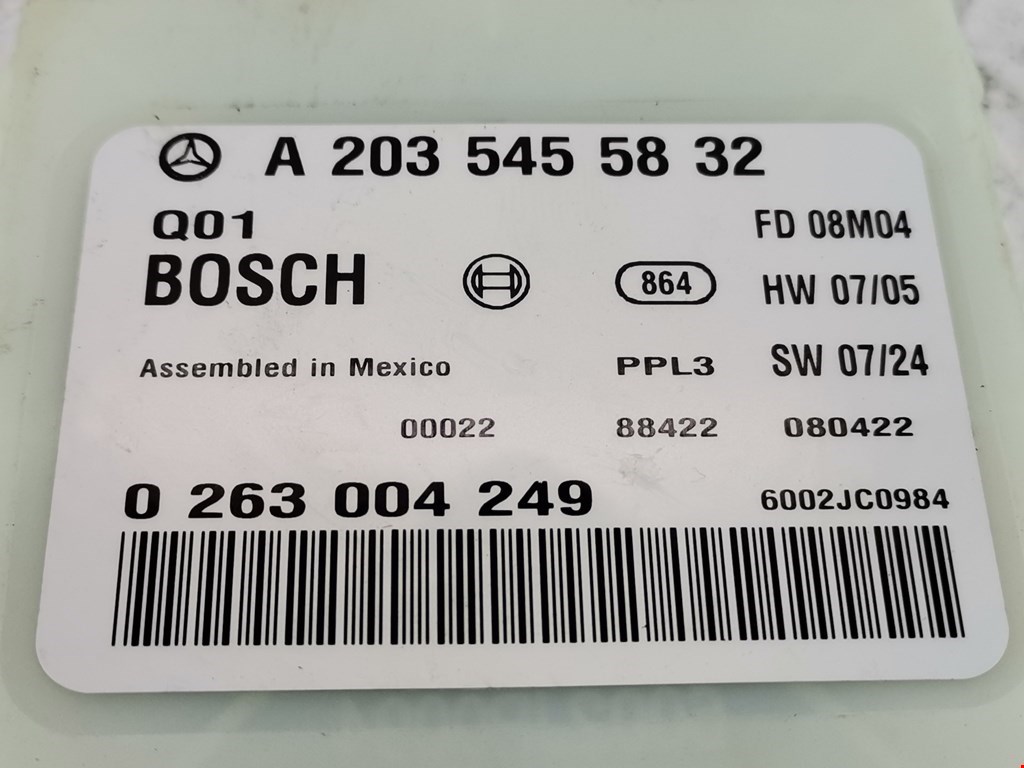 A 203 545 58 32
Q01 FD 08M04
BOSCH 864 HW 07/05
Assembled in Mexico PPL3 SW 07/24
00022 88422 080422
0 263 004 249 6002JC0984